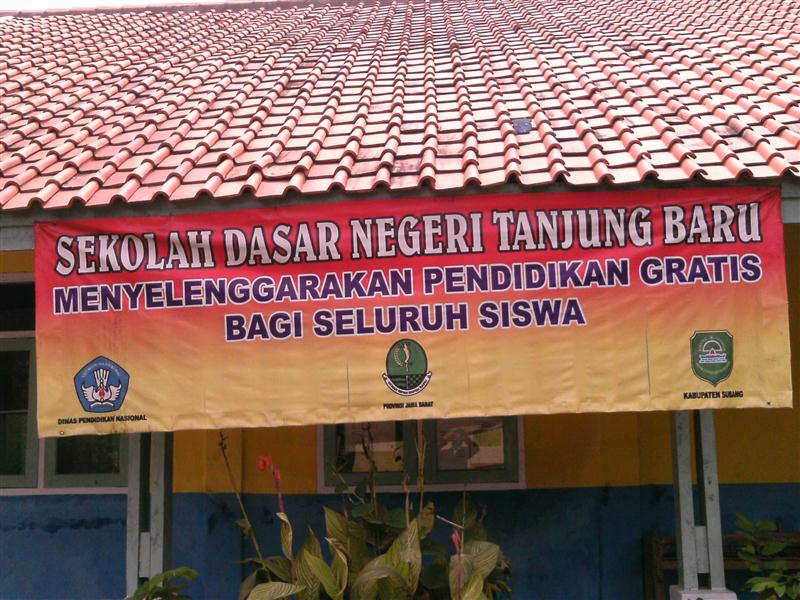 SEKOLAH DASAR NEGERI TANJUNG BARU
MENYELENGGARAKAN PENDIDIKAN GRATIS
BAGI SELURUH SISWA
DINAS PENDIDIKAN NASIONAL
PROVINSI JAWA BARAT
KABUPATEN SUBANG